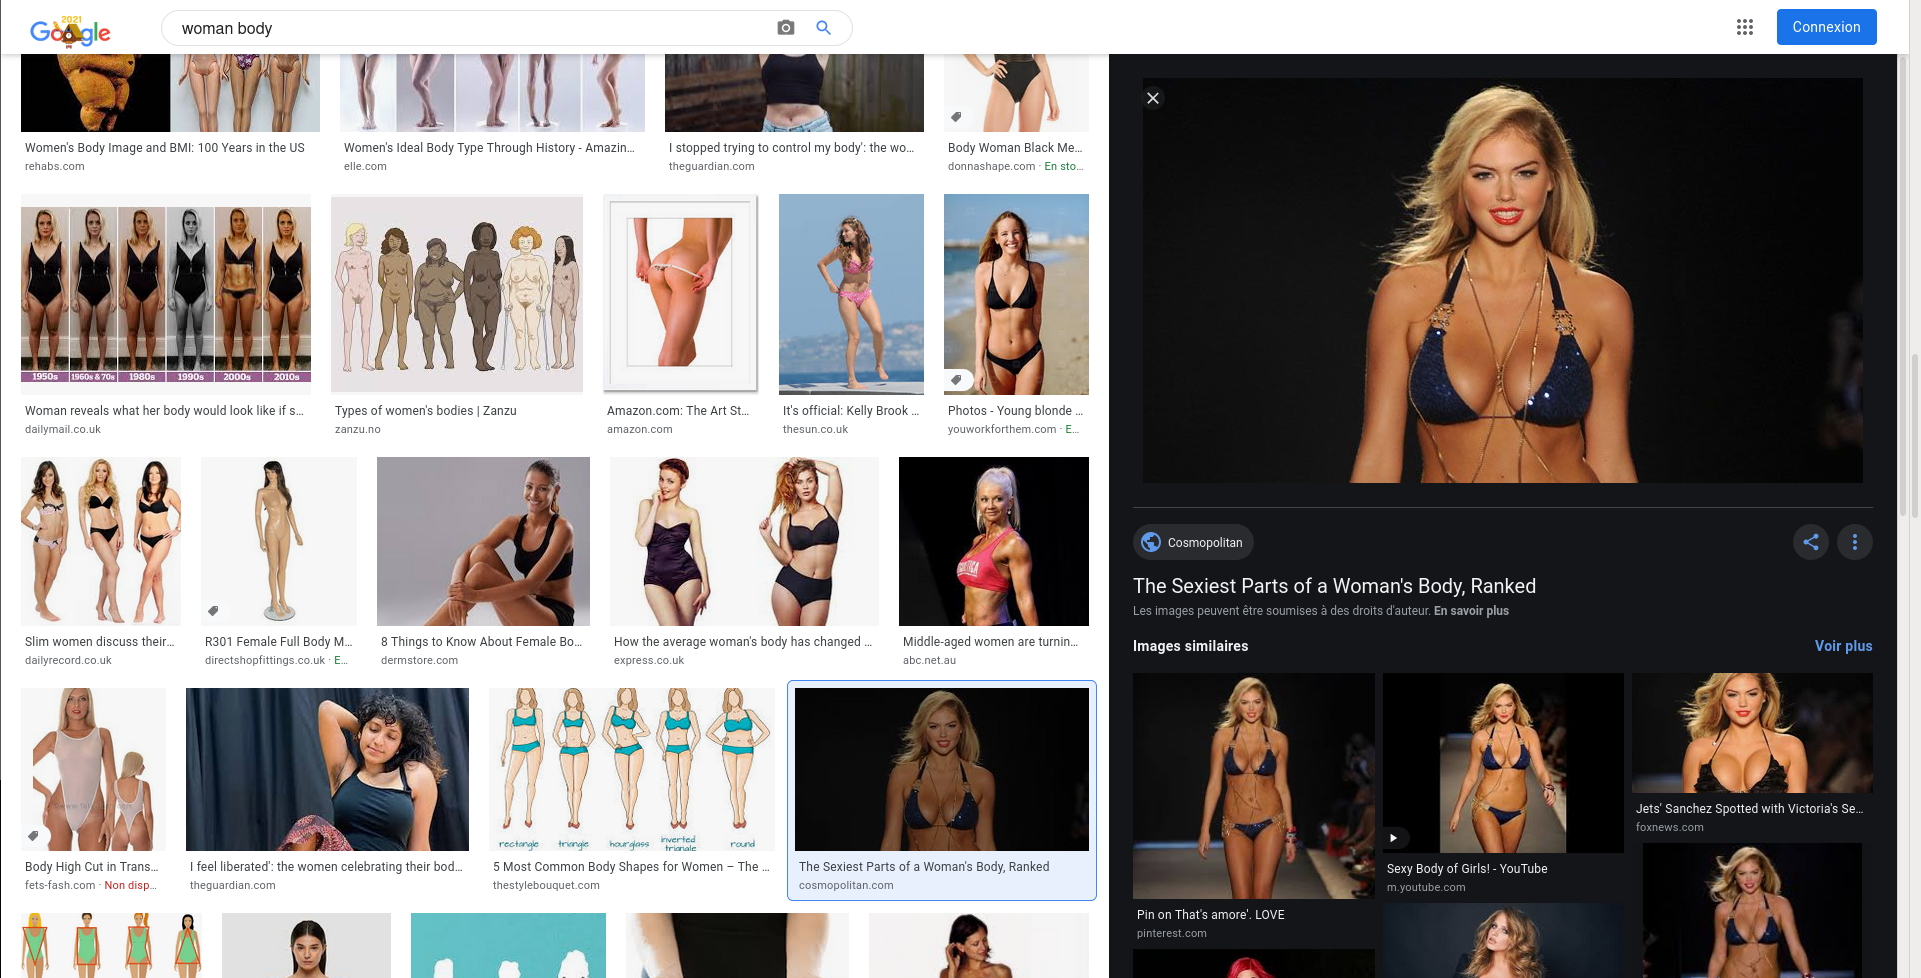 2021
Google
woman body
Connexion
Women's Body Image and BMI: 100 Years in the US
rehabs.com
Women's Ideal Body Type Through History - Amazin...
elle.com
I stopped trying to control my body': the wo...
theguardian.com
Body Woman Black Me...
donnashape.com · En sto...
1950s
1960s & 70s
1980s
1990s
2000s
2010s
Woman reveals what her body would look like if s...
dailymail.co.uk
Types of women's bodies | Zanzu
zanzu.no
Amazon.com: The Art St...
amazon.com
It's official: Kelly Brook ...
thesun.co.uk
Photos - Young blonde ...
youworkforthem.com · E...
Slim women discuss their...
dailyrecord.co.uk
R301 Female Full Body M...
directshopfittings.co.uk · E...
8 Things to Know About Female Bo...
dermstore.com
How the average woman's body has changed ...
express.co.uk
Middle-aged women are turnin...
abc.net.au
Body High Cut in Trans...
fets-fash.com · Non disp...
I feel liberated': the women celebrating their bod...
theguardian.com
rectangle
triangle
hourglass
inverted
triangle
round
5 Most Common Body Shapes for Women – The ...
thestylebouquet.com
The Sexiest Parts of a Woman's Body, Ranked
cosmopolitan.com
Cosmopolitan
The Sexiest Parts of a Woman's Body, Ranked
Les images peuvent être soumises à des droits d'auteur. En savoir plus
Images similaires
Voir plus
Pin on That's amore'. LOVE
pinterest.com
Sexy Body of Girls! - YouTube
m.youtube.com
Jets' Sanchez Spotted with Victoria's Se...
foxnews.com